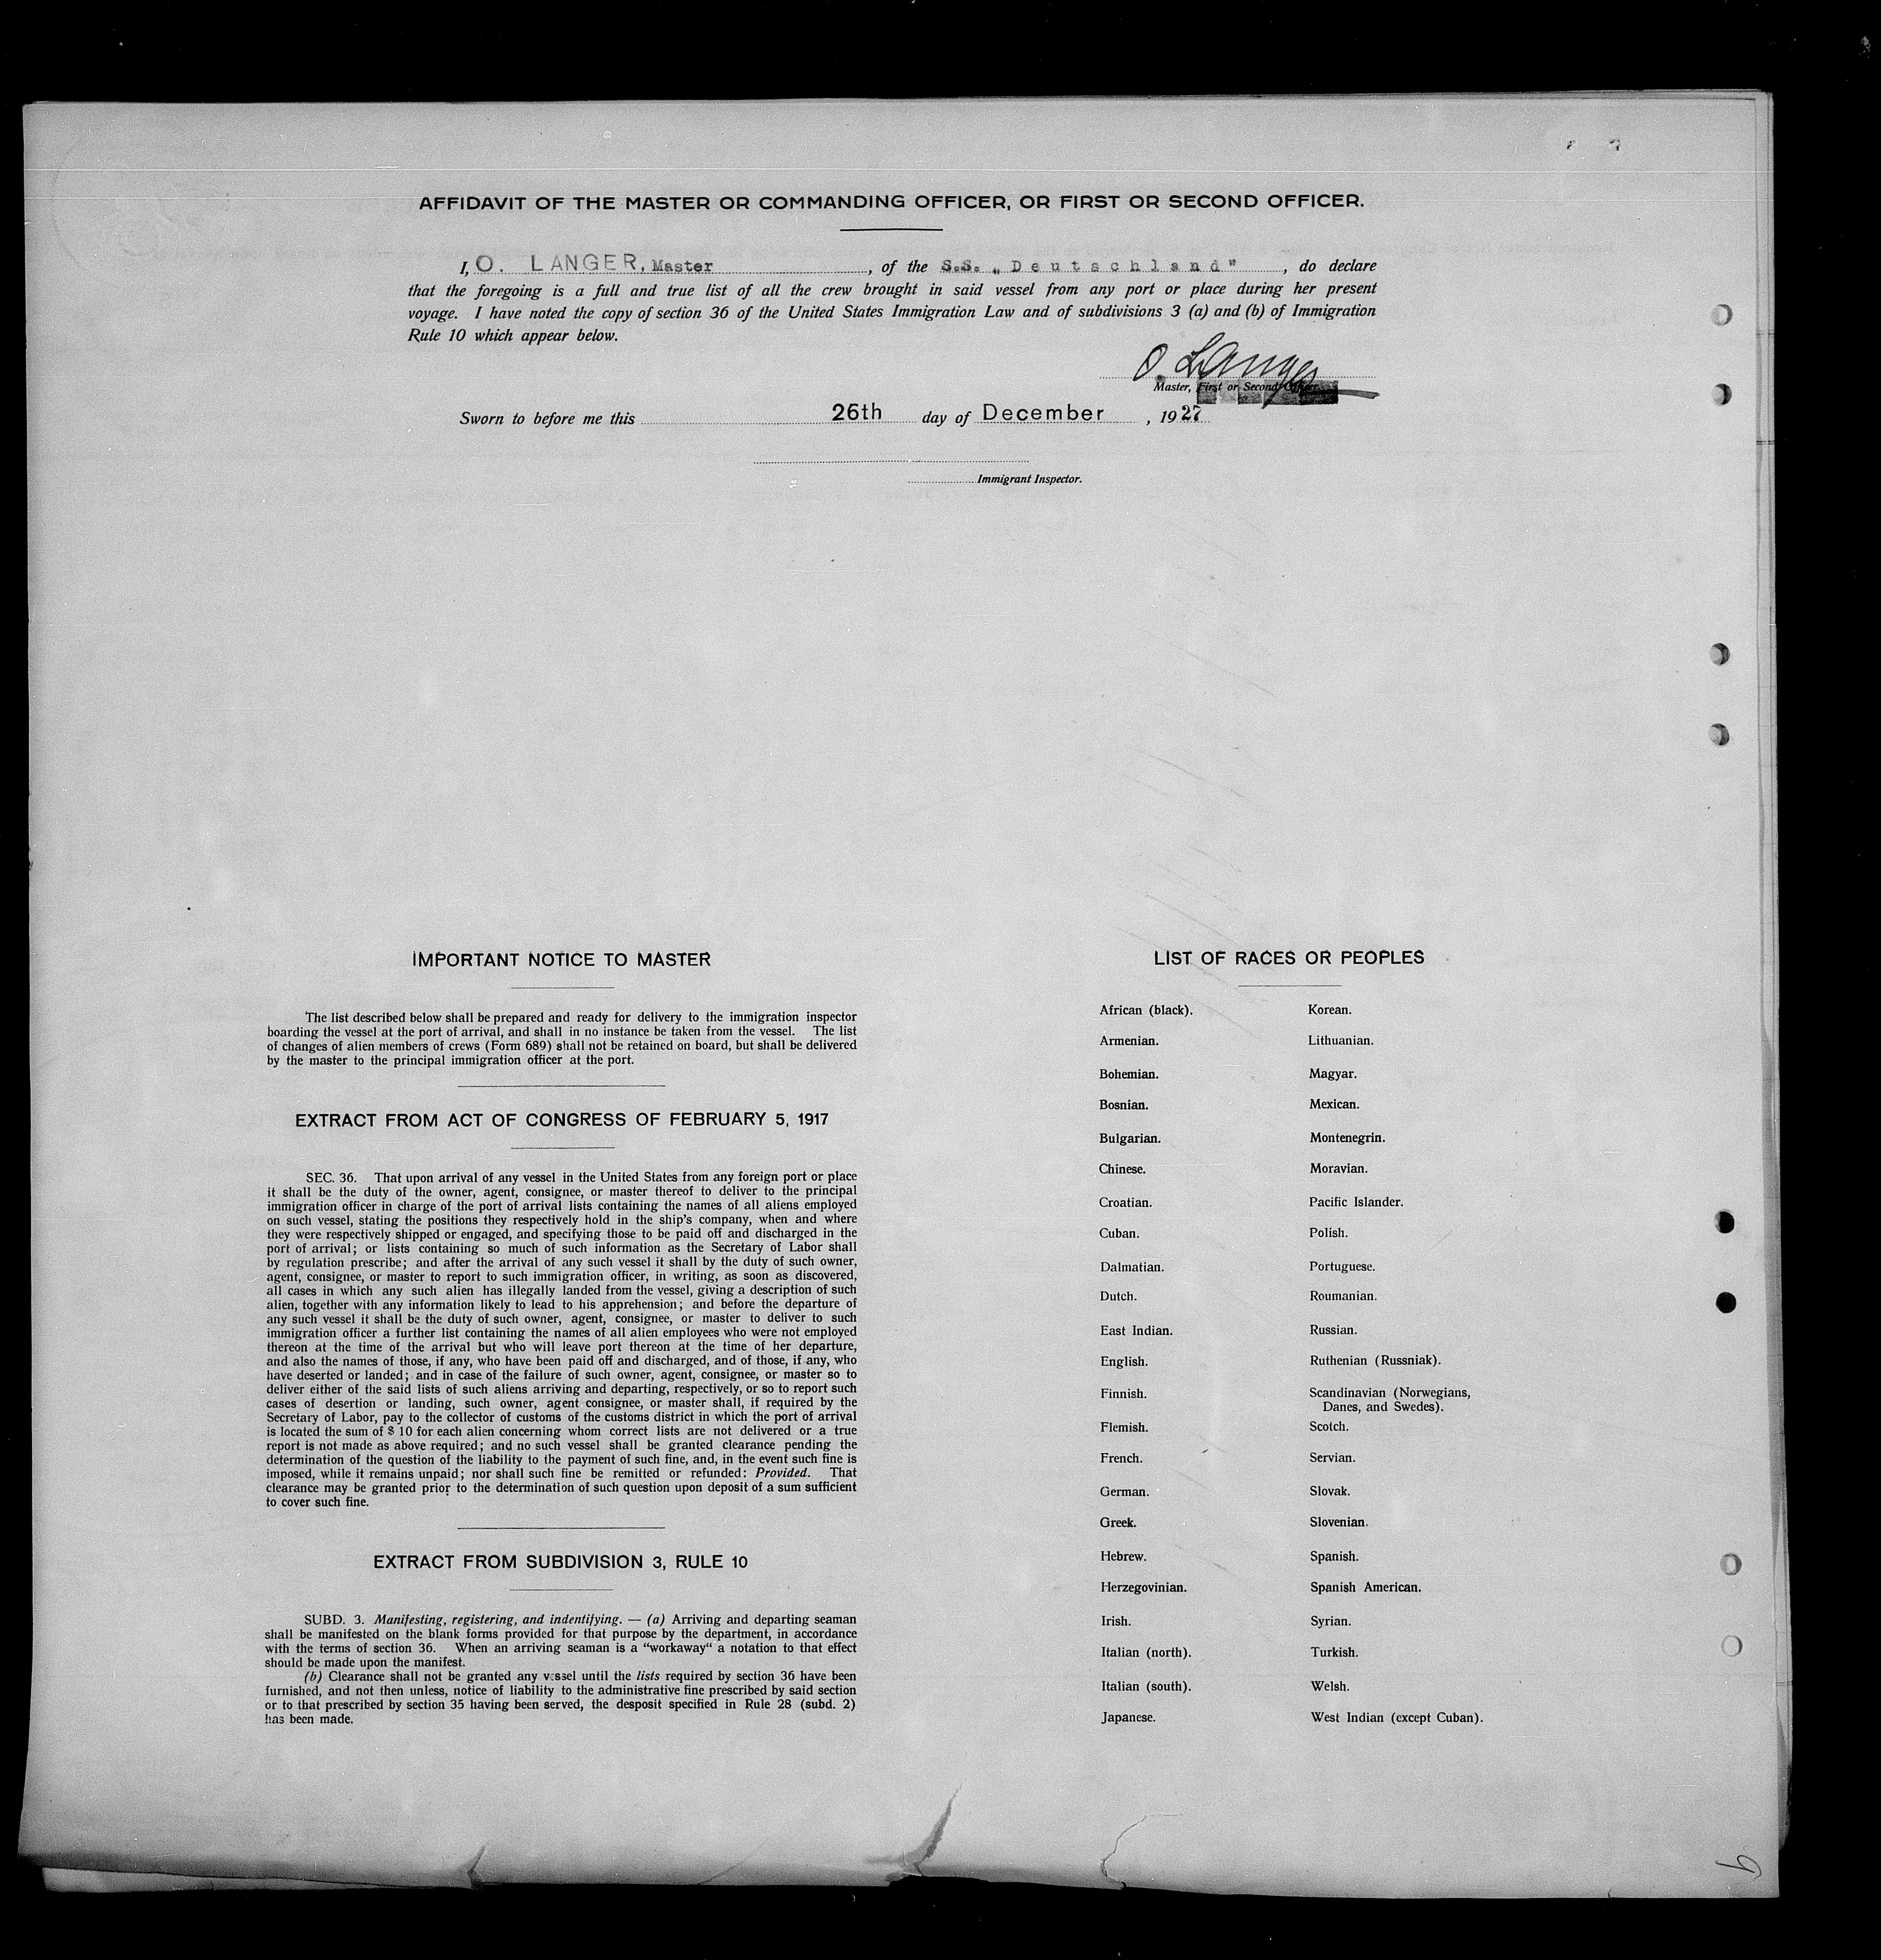 AFFIDAVIT OF THE MASTER OR COMMANDING OFFICER, OR FIRST OR SECOND OFFICER.
I, O. LANGER, Master, of the S.S. „Deutschland", do declare
that the foregoing is a full and true list of all the crew brought in said vessel from any port or place during her present
voyage. I have noted the copy of section 36 of the United States Immigration Law and of subdivisions 3 (a) and (b) of Immigration
Rule 10 which appear below.
O. Langer
Master, First or Second Officer.
Sworn to before me this 26th day of December, 1927
Immigrant Inspector.
IMPORTANT NOTICE TO MASTER
The list described below shall be prepared and ready for delivery to the immigration inspector
boarding the vessel at the port of arrival, and shall in no instance be taken from the vessel. The list
of changes of alien members of crews (Form 689) shall not be retained on board, but shall be delivered
by the master to the principal immigration officer at the port.
EXTRACT FROM ACT OF CONGRESS OF FEBRUARY 5, 1917
SEC. 36. That upon arrival of any vessel in the United States from any foreign port or place
it shall be the duty of the owner, agent, consignee, or master thereof to deliver to the principal
immigration officer in charge of the port of arrival lists containing the names of all aliens employed
on such vessel, stating the positions they respectively hold in the ship's company, when and where
they were respectively shipped or engaged, and specifying those to be paid off and discharged in the
port of arrival; or lists containing so much of such information as the Secretary of Labor shall
by regulation prescribe; and after the arrival of any such vessel it shall by the duty of such owner,
agent, consignee, or master to report to such immigration officer, in writing, as soon as discovered,
all cases in which any such alien has illegally landed from the vessel, giving a description of such
alien, together with any information likely to lead to his apprehension; and before the departure of
any such vessel it shall be the duty of such owner, agent, consignee, or master to deliver to such
immigration officer a further list containing the names of all alien employees who were not employed
thereon at the time of the arrival but who will leave port thereon at the time of her departure,
and also the names of those, if any, who have been paid off and discharged, and of those, if any, who
have deserted or landed; and in case of the failure of such owner, agent, consignee, or master so to
deliver either of the said lists of such aliens arriving and departing, respectively, or so to report such
cases of desertion or landing, such owner, agent consignee, or master shall, if required by the
Secretary of Labor, pay to the collector of customs of the customs district in which the port of arrival
is located the sum of $ 10 for each alien concerning whom correct lists are not delivered or a true
report is not made as above required; and no such vessel shall be granted clearance pending the
determination of the question of the liability to the payment of such fine, and, in the event such fine is
imposed, while it remains unpaid; nor shall such fine be remitted or refunded: Provided. That
clearance may be granted prior to the determination of such question upon deposit of a sum sufficient
to cover such fine.
EXTRACT FROM SUBDIVISION 3, RULE 10
SUBD. 3. Manifesting, registering, and indentifying. — (a) Arriving and departing seaman
shall be manifested on the blank forms provided for that purpose by the department, in accordance
with the terms of section 36. When an arriving seaman is a “workaway“ a notation to that effect
should be made upon the manifest.
(b) Clearance shall not be granted any vessel until the lists required by section 36 have been
furnished, and not then unless, notice of liability to the administrative fine prescribed by said section
or to that prescribed by section 35 having been served, the desposit specified in Rule 28 (subd. 2)
has been made.
LIST OF RACES OR PEOPLES
African (black).
Armenian.
Bohemian.
Bosnian.
Bulgarian.
Chinese.
Croatian.
Cuban.
Dalmatian.
Dutch.
East Indian.
English.
Finnish.
Flemish.
French.
German.
Greek.
Hebrew.
Herzegovinian.
Irish.
Italian (north).
Italian (south).
Japanese.
Korean.
Lithuanian.
Magyar.
Mexican.
Montenegrin.
Moravian.
Pacific Islander.
Polish.
Portuguese.
Roumanian.
Russian.
Ruthenian (Russniak).
Scandinavian (Norwegians,
Danes, and Swedes).
Scotch.
Servian.
Slovak.
Slovenian.
Spanish.
Spanish American.
Syrian.
Turkish.
Welsh.
West Indian (except Cuban).